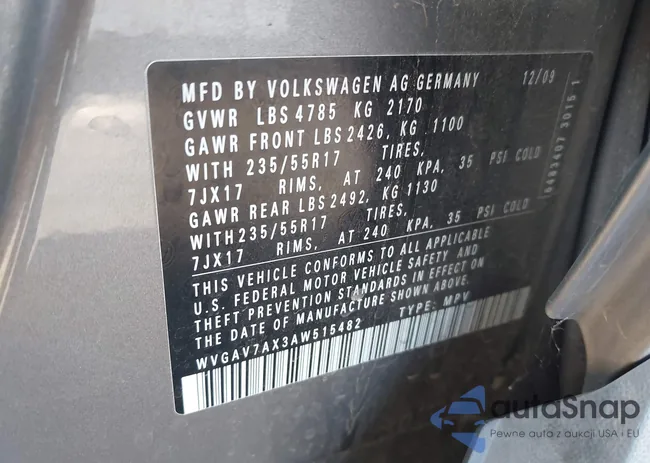 MFD BY VOLKSWAGEN AG GERMANY 12/09
GVWR LBS 4785 KG 2170
GAWR FRONT LBS 2426, KG 1100
WITH 235/55R17 TIRES,
7JX17 RIMS, AT 240 KPA, 35 PSI COLD
GAWR REAR LBS 2492, KG 1130
WITH 235/55R17 TIRES,
7JX17 RIMS, AT 240 KPA, 35 PSI COLD
THIS VEHICLE CONFORMS TO ALL APPLICABLE
U.S. FEDERAL MOTOR VEHICLE SAFETY AND
THEFT PREVENTION STANDARDS IN EFFECT ON
THE DATE OF MANUFACTURE SHOWN ABOVE.
WVGAV7AX3AW515482 TYPE: MPV
autoSnap
Pewne auta z aukcji USA i EU